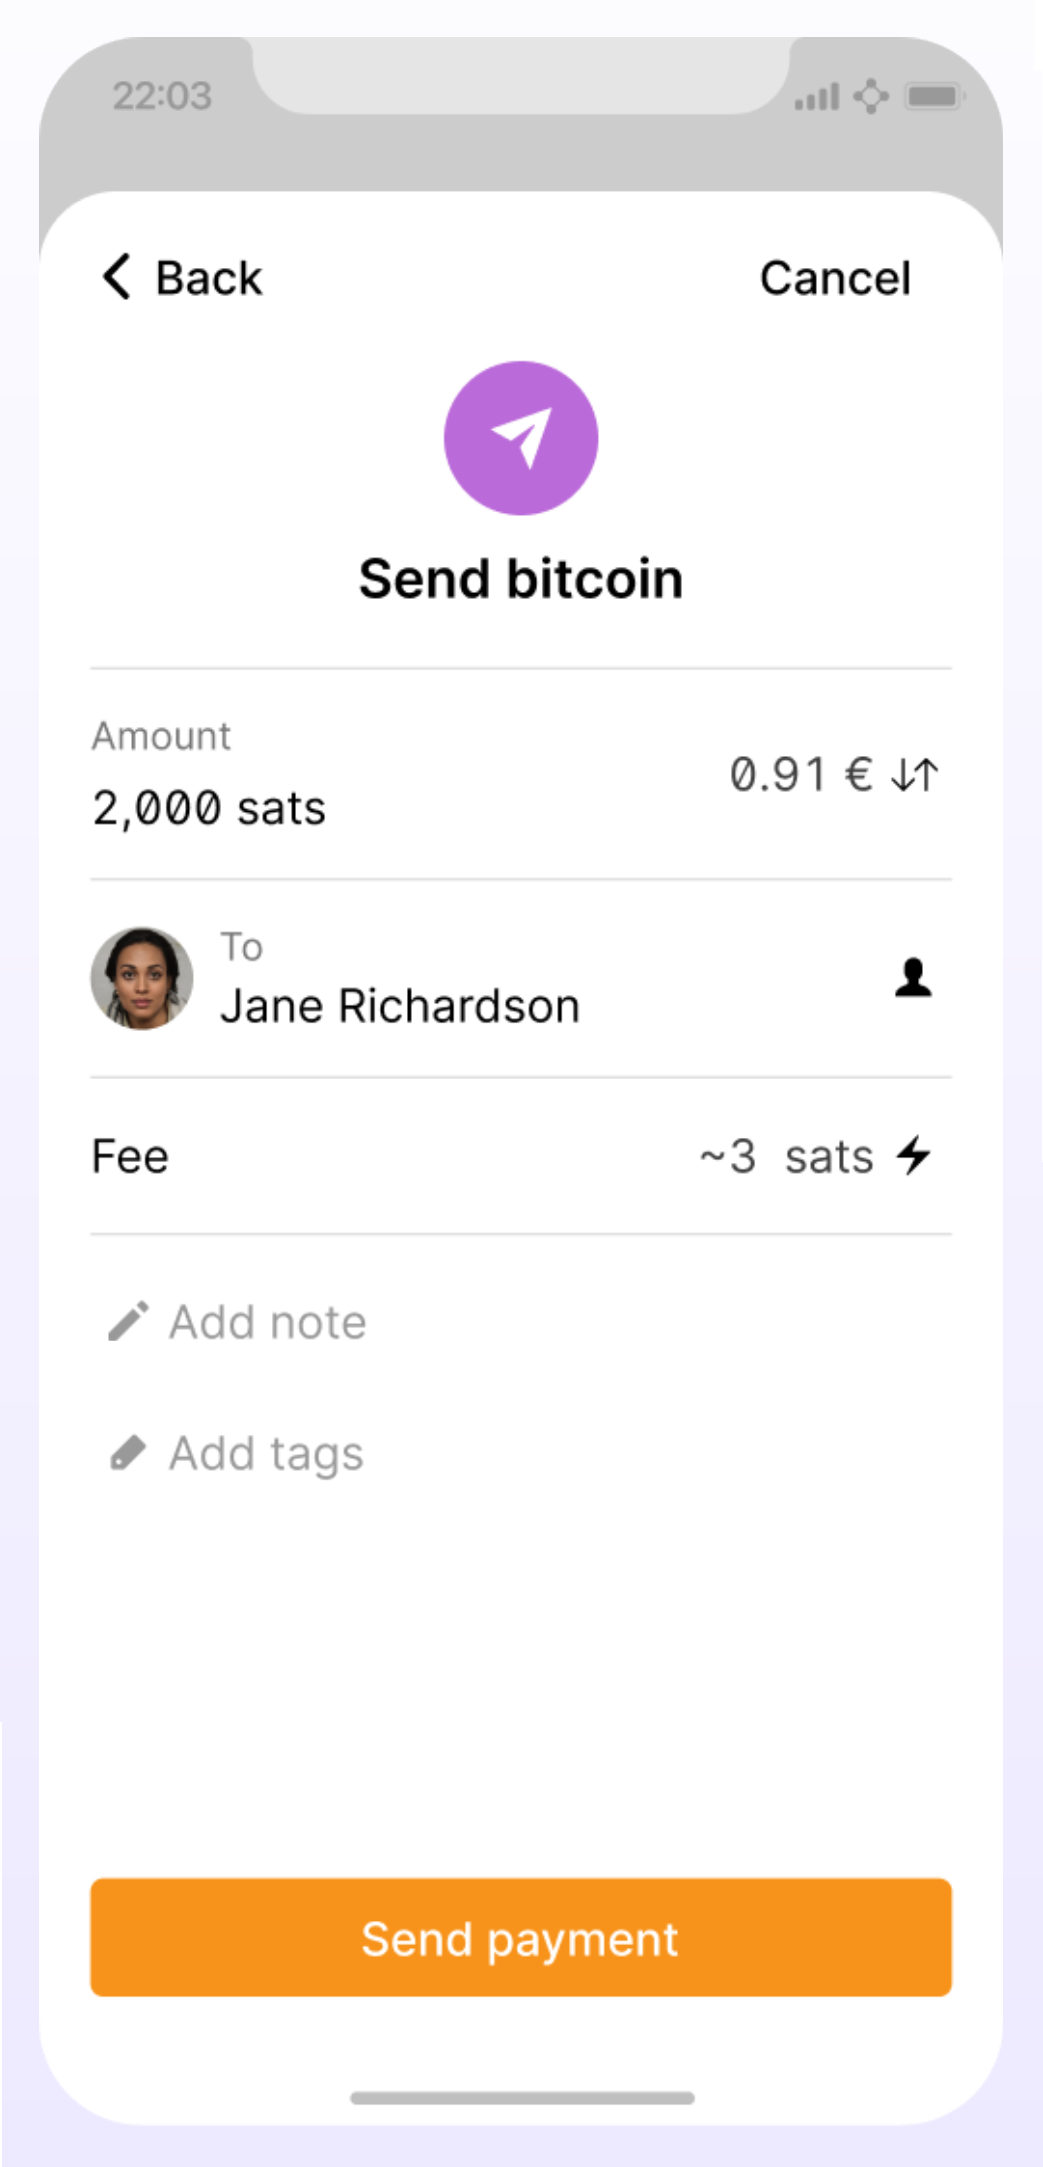 22:03
Back
Cancel
Send bitcoin
Amount
2,000 sats
0.91 €
To
Jane Richardson
Fee
~3 sats
Add note
Add tags
Send payment